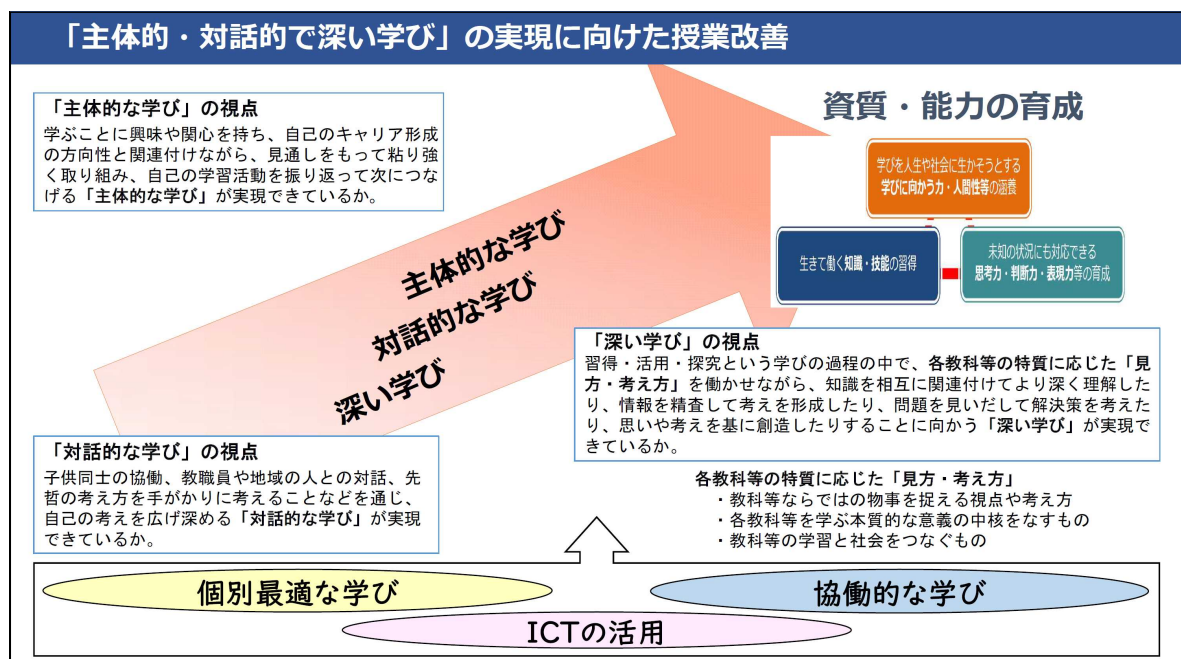 「主体的・対話的で深い学び」の実現に向けた授業改善
「主体的な学び」の視点
学ぶことに興味や関心を持ち、自己のキャリア形成
の方向性と関連付けながら、見通しをもって粘り強
く取り組み、自己の学習活動を振り返って次につな
げる「主体的な学び」が実現できているか。
資質・能力の育成
学びを人生や社会に生かそうとする
学びに向かう力・人間性等の涵養
生きて働く知識・技能の習得
未知の状況にも対応できる
思考力・判断力・表現力等の育成
主体的な学び
対話的な学び
深い学び
「深い学び」の視点
習得・活用・探究という学びの過程の中で、各教科等の特質に応じた「見
方・考え方」を働かせながら、知識を相互に関連付けてより深く理解した
り、情報を精査して考えを形成したり、問題を見いだして解決策を考えた
り、思いや考えを基に創造したりすることに向かう「深い学び」が実現で
きているか。
「対話的な学び」の視点
子供同士の協働、教職員や地域の人との対話、先
哲の考え方を手がかりに考えることなどを通じ、
自己の考えを広げ深める「対話的な学び」が実現
できているか。
各教科等の特質に応じた「見方・考え方」
・教科等ならではの物事を捉える視点や考え方
・各教科等を学ぶ本質的な意義の中核をなすもの
・教科等の学習と社会をつなぐもの
個別最適な学び
協働的な学び
ICTの活用